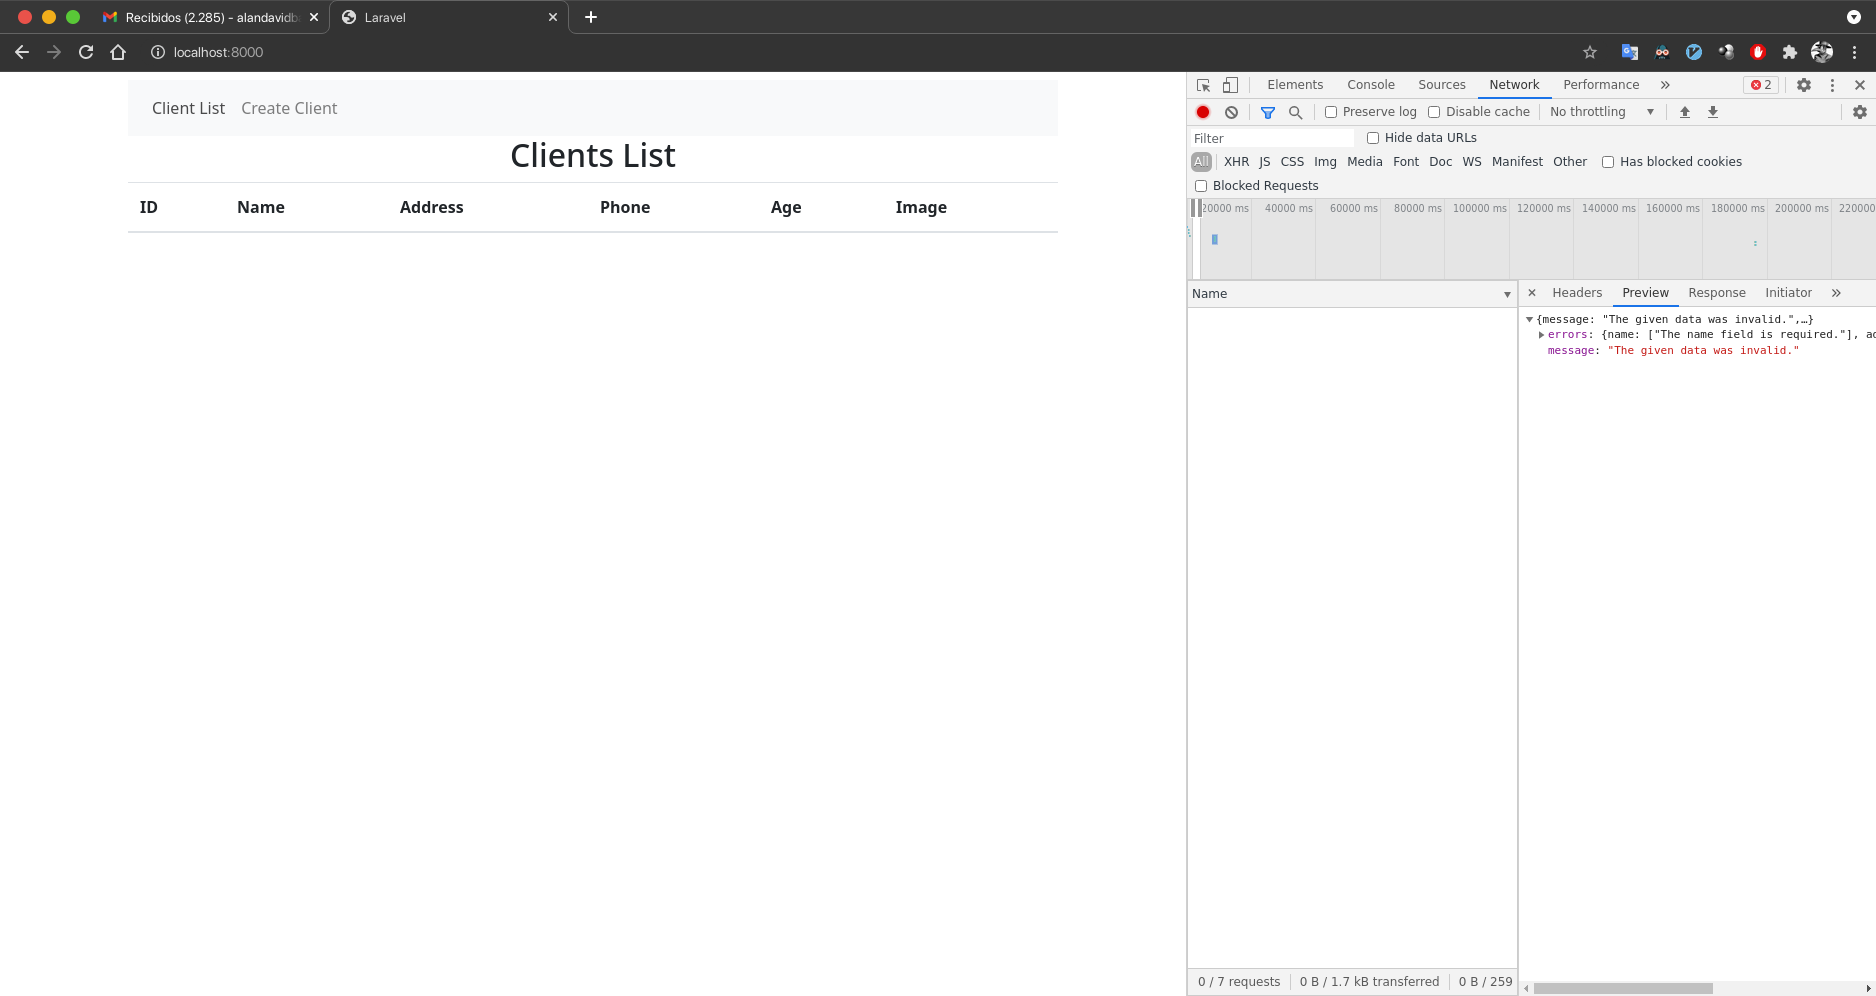 Recibidos (2.285) - alandavidb
Laravel
localhost:8000
Client List Create Client
Clients List
ID Name Address Phone Age Image
Elements Console Sources Network Performance 2
Preserve log Disable cache No throttling
Filter Hide data URLs
All XHR JS CSS Img Media Font Doc WS Manifest Other Has blocked cookies
Blocked Requests
20000 ms 40000 ms 60000 ms 80000 ms 100000 ms 120000 ms 140000 ms 160000 ms 180000 ms 200000 ms 220000
Name
Headers Preview Response Initiator
{message: "The given data was invalid.",…}
errors: {name: ["The name field is required."], ad
message: "The given data was invalid."
0 / 7 requests 0 B / 1.7 kB transferred 0 B / 259